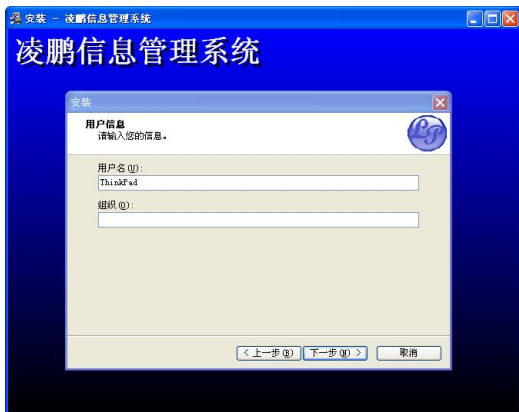 安装 - 凌鹏信息管理系统
凌鹏信息管理系统
安装
用户信息
请输入您的信息。
LP
用户名(U):
ThinkPad
组织(O):
< 上一步(B)
下一步(N) >
取消